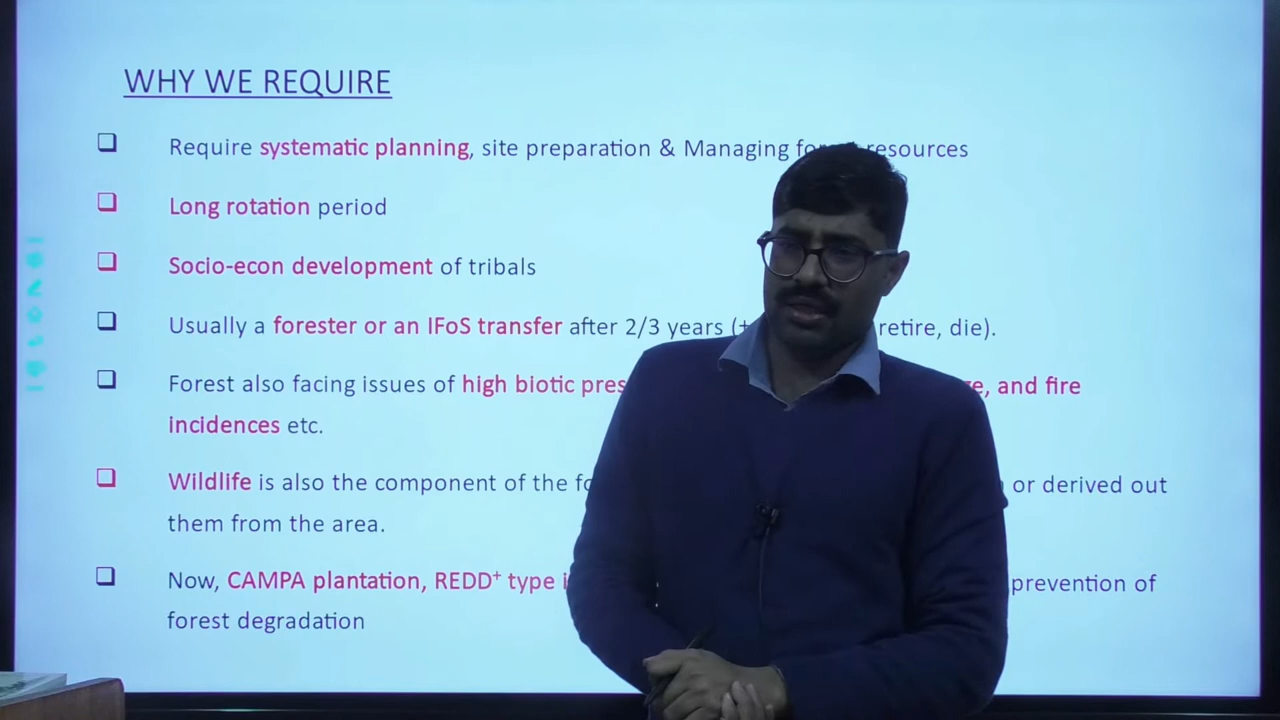 WHY WE REQUIRE
Require systematic planning, site preparation & Managing resources
Long rotation period
Socio-econ development of tribals
Usually a forester or an IFoS transfer after 2/3 years retire, die).
Forest also facing issues of high biotic and fire
incidences etc.
Wildlife is also the component of the or derived out
them from the area.
Now, CAMPA plantation, REDD⁺ type prevention of
forest degradation